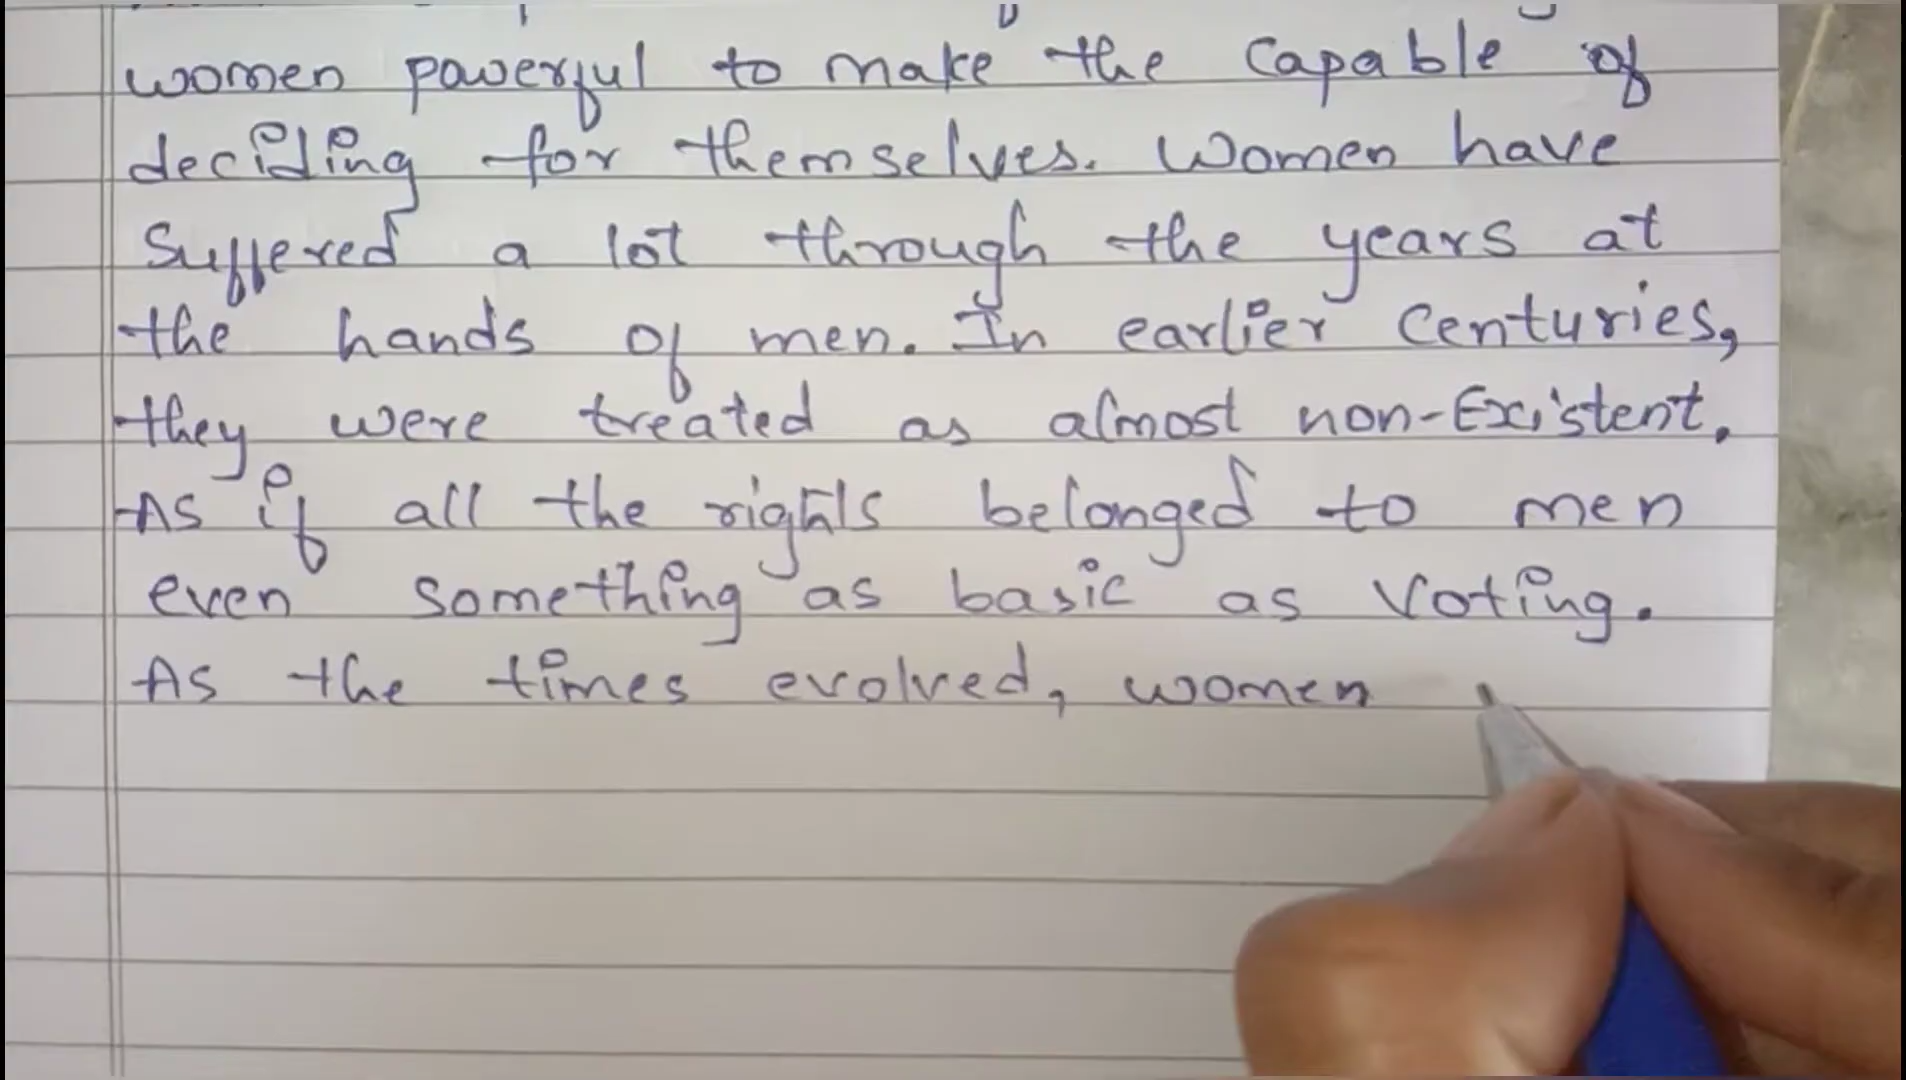 women powerful to make the capable of
deciding for themselves. Women have
Suffered a lot through the years at
the hands of men. In earlier Centuries,
they were treated as almost non-Existent.
As if all the rights belonged to men
even something as basic as Voting.
As the times evolved, women